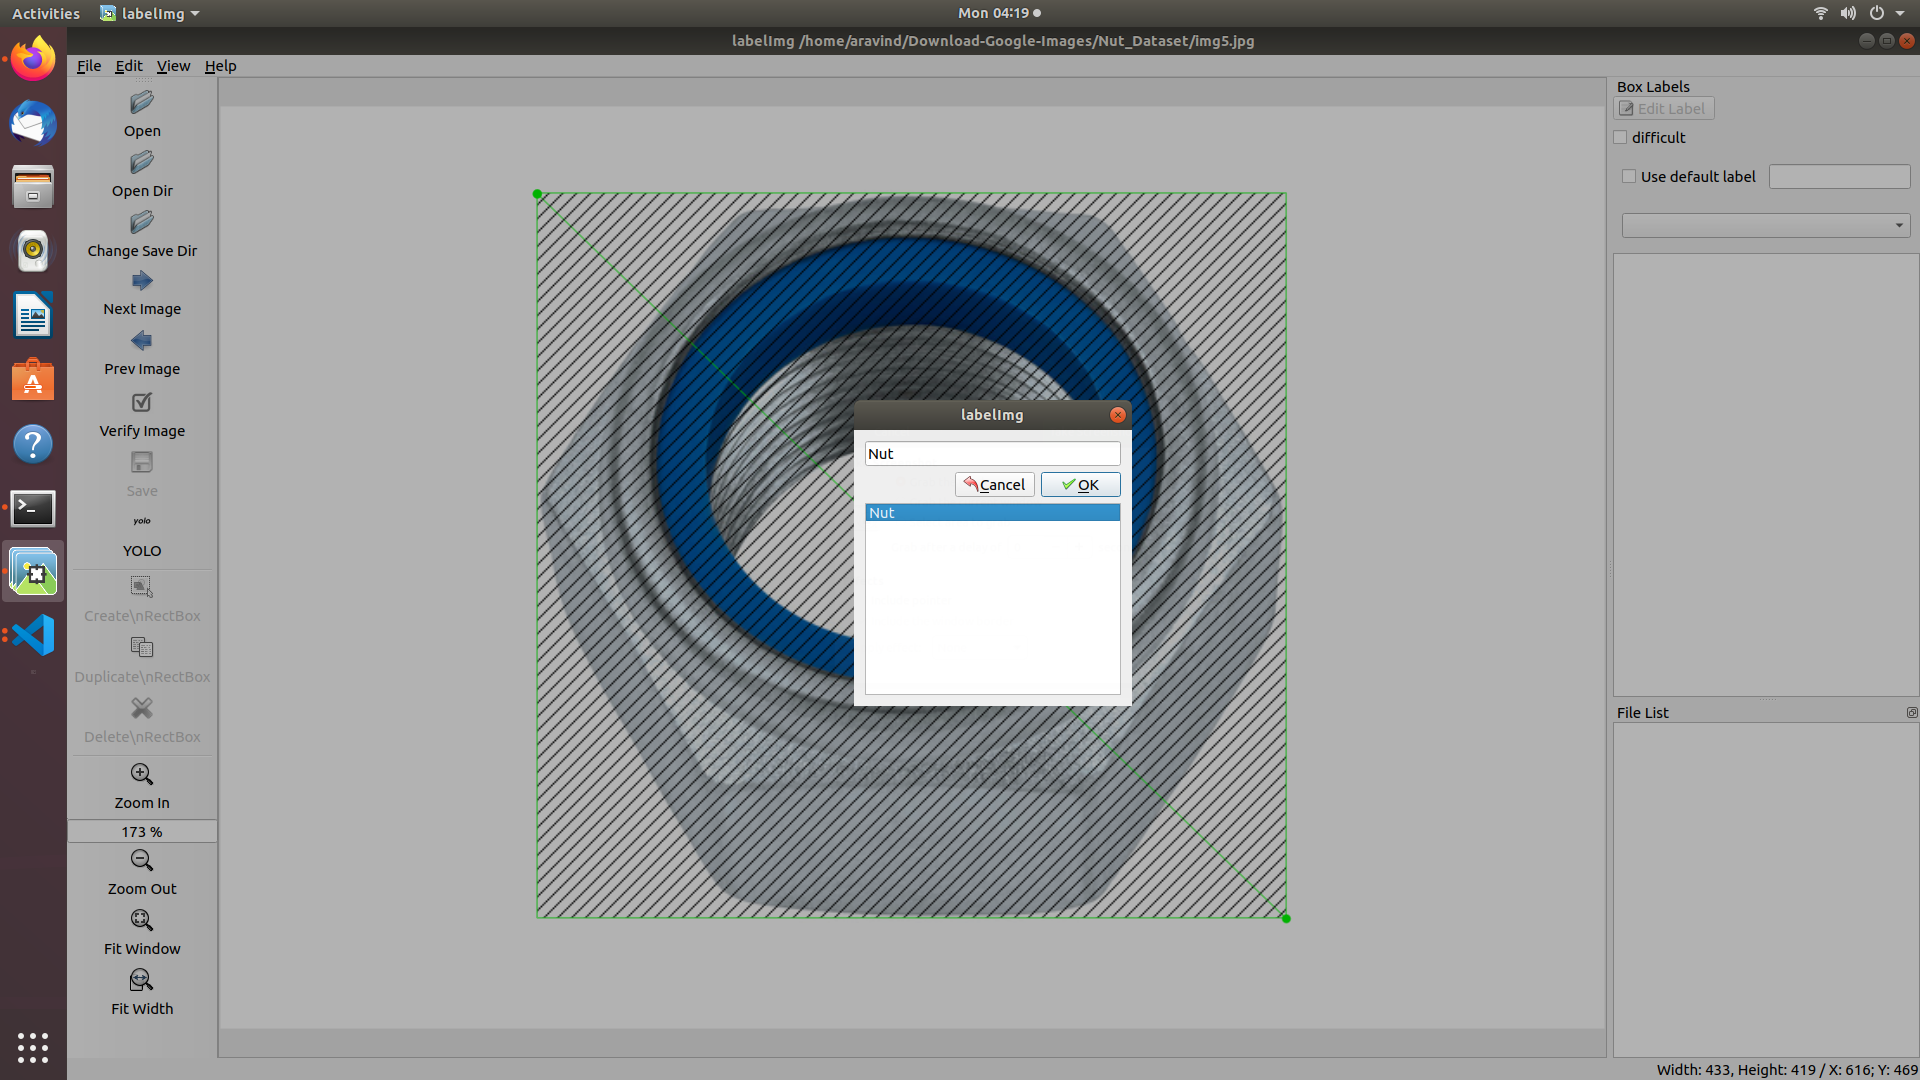 Activities
labelImg
Mon 04:19
labelImg /home/aravind/Download-Google-Images/Nut_Dataset/img5.jpg
File Edit View Help
Open
Open Dir
Change Save Dir
Next Image
Prev Image
Verify Image
Save
yolo
YOLO
Create\nRectBox
Duplicate\nRectBox
Delete\nRectBox
Zoom In
173 %
Zoom Out
Fit Window
Fit Width
labelImg
Nut
Cancel
OK
Nut
Box Labels
Edit Label
difficult
Use default label
File List
Width: 433, Height: 419 / X: 616; Y: 469